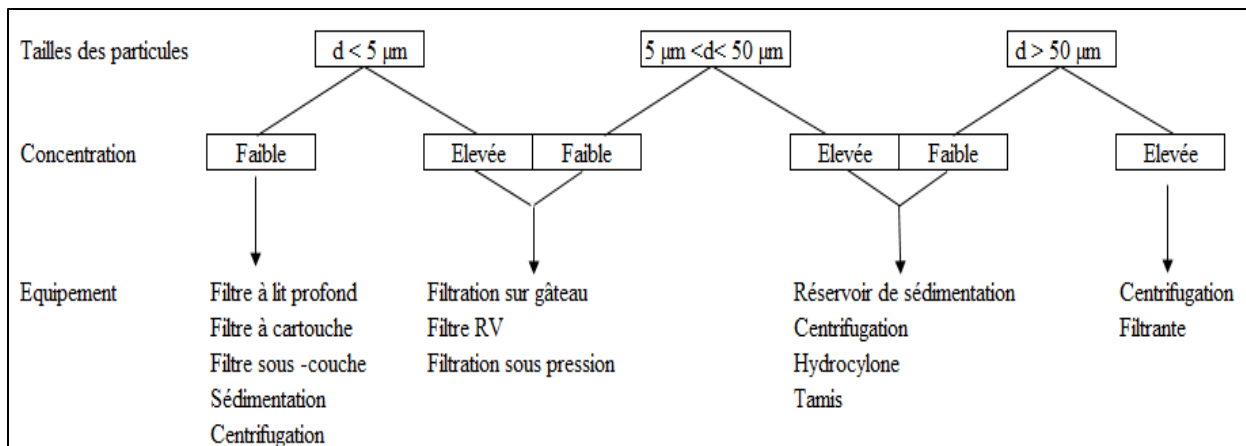 Tailles des particules d < 5 µm 5 µm <d< 50 µm d > 50 µm
Concentration Faible Elevée Faible Elevée Faible Elevée
Equipement Filtre à lit profond Filtration sur gâteau Réservoir de sédimentation Centrifugation
Filtre à cartouche Filtre RV Centrifugation Filtrante
Filtre sous -couche Filtration sous pression Hydrocylone
Sédimentation Tamis
Centrifugation